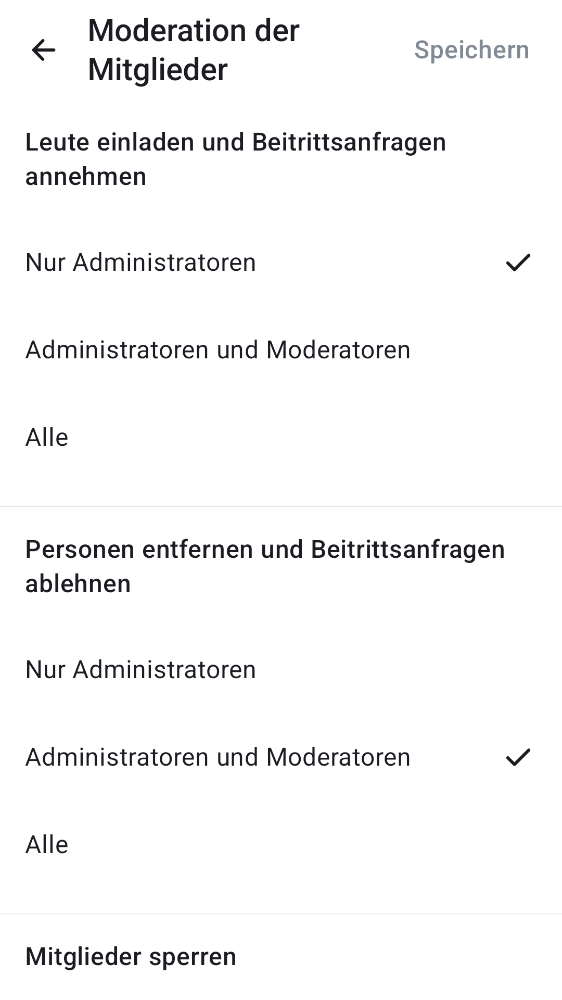 Moderation der
Mitglieder
Speichern
Leute einladen und Beitrittsanfragen
annehmen
Nur Administratoren
Administratoren und Moderatoren
Alle
Personen entfernen und Beitrittsanfragen
ablehnen
Nur Administratoren
Administratoren und Moderatoren
Alle
Mitglieder sperren